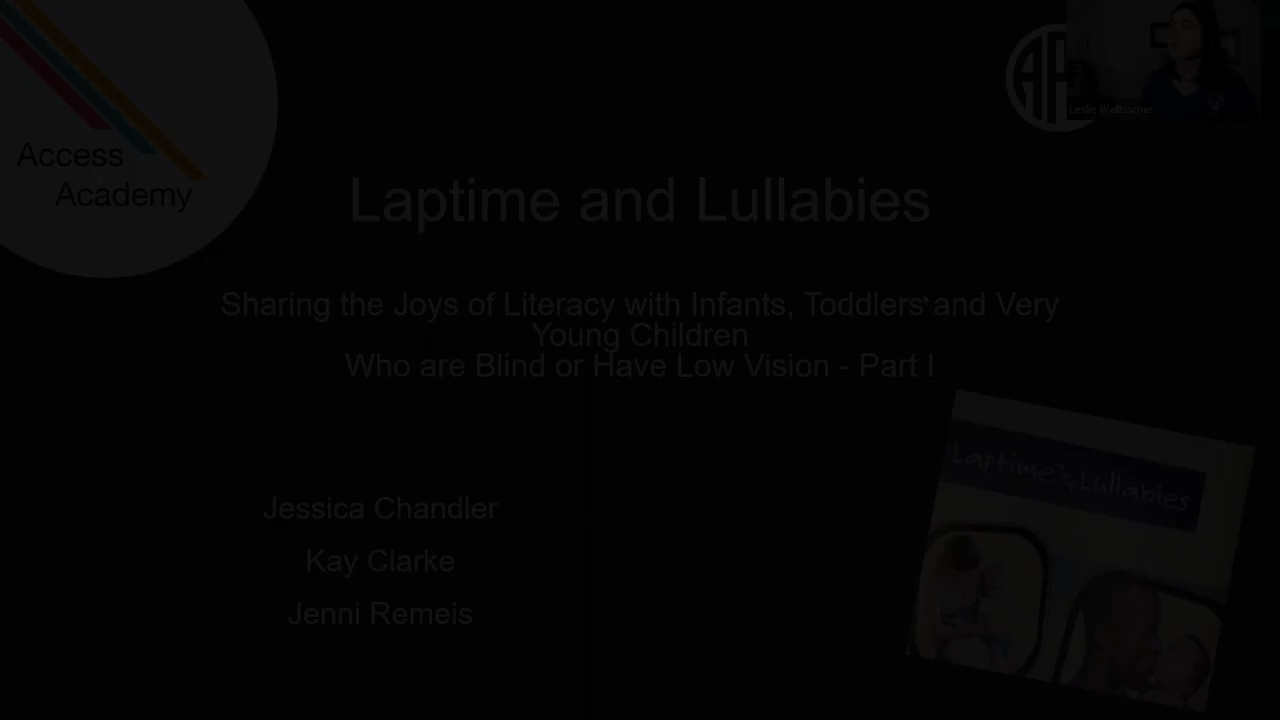 Access
Academy
Leslie Weilbacher
Laptime and Lullabies
Sharing the Joys of Literacy with Infants, Toddlers and Very
Young Children
Who are Blind or Have Low Vision - Part I
Laptime & Lullabies
Jessica Chandler
Kay Clarke
Jenni Remeis